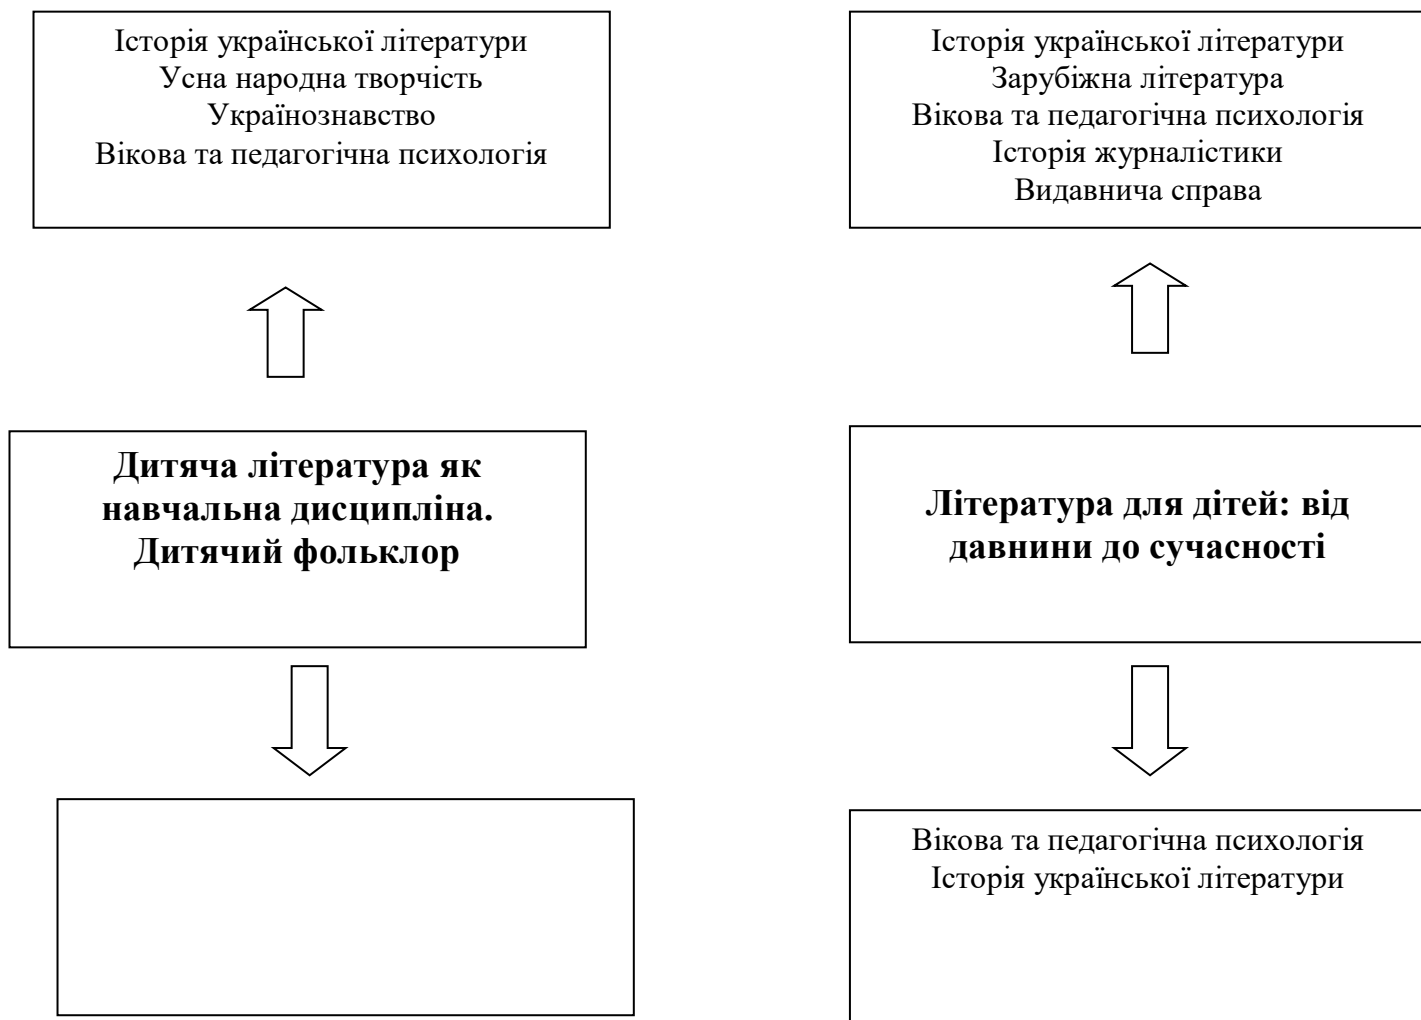 Історія української літератури
Усна народна творчість
Українознавство
Вікова та педагогічна психологія
Історія української літератури
Зарубіжна література
Вікова та педагогічна психологія
Історія журналістики
Видавнича справа
Дитяча література як
навчальна дисципліна.
Дитячий фольклор
Література для дітей: від
давнини до сучасності
Вікова та педагогічна психологія
Історія української літератури